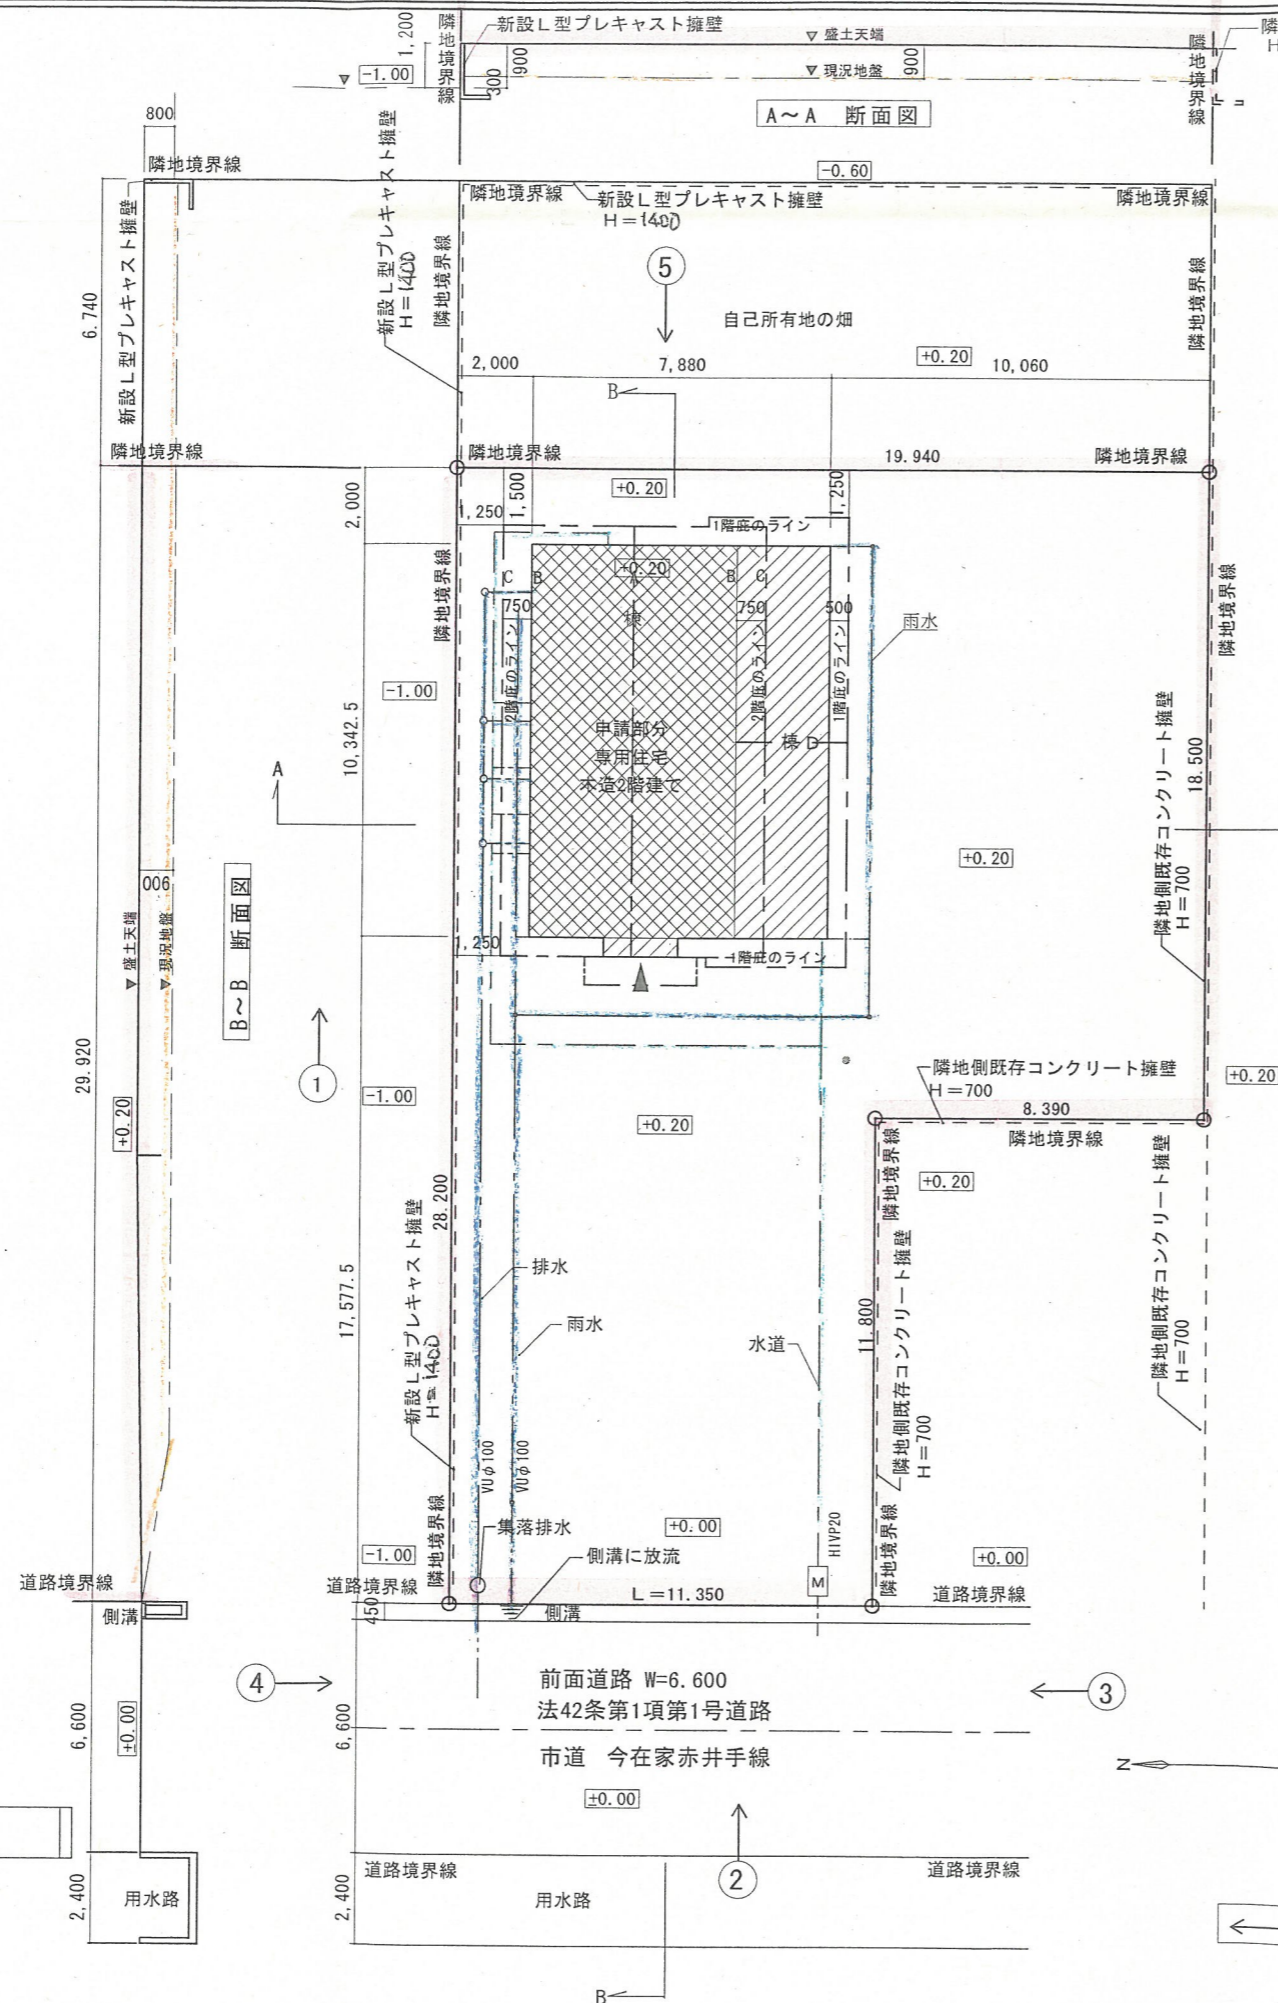 1,200
隣地境界線
新設L型プレキャスト擁壁
▽ 盛土天端
隣地境界線
隣
H
-1.00
300
900
▽ 現況地盤
900
A～A 断面図
800
隣地境界線
-0.60
隣地境界線
新設L型プレキャスト擁壁
H=1400
隣地境界線
新設L型プレキャスト擁壁
新設L型プレキャスト擁壁
H=1400
隣地境界線
⑤
自己所有地の畑
隣地境界線
6.740
+0.20
2,000
7,880
10,060
B
隣地境界線
隣地境界線
19.940
隣地境界線
2,000
1,250
1,500
+0.20
1,250
1階庇のライン
隣地境界線
C
B
+0.20
B
C
750
棟
750
500
雨水
2階庇のライン
2階庇のライン
1階庇のライン
隣地境界線
-1.00
10,342.5
申請部分
専用住宅
木造2階建て
棟 D
A
隣地側既存コンクリート擁壁
H=700
18.500
+0.20
900
▽ 盛土天端
▽ 現況地盤
B～B 断面図
1,250
1階庇のライン
29.920
①
-1.00
+0.20
+0.20
隣地側既存コンクリート擁壁
H=700
8.390
+0.20
隣地境界線
隣地境界線
+0.20
28.200
新設L型プレキャスト擁壁
H=1400
17,577.5
排水
雨水
水道
11.800
隣地側既存コンクリート擁壁
H=700
隣地側既存コンクリート擁壁
H=700
VUφ100
VUφ100
HIVP20
集落排水
+0.00
側溝に放流
隣地境界線
-1.00
隣地境界線
+0.00
道路境界線
道路境界線
M
L=11.350
道路境界線
側溝
450
側溝
④
前面道路 W=6.600
法42条第1項第1号道路
③
6,600
+0.00
6,600
市道 今在家赤井手線
N
±0.00
道路境界線
②
道路境界線
2,400
用水路
2,400
用水路
B